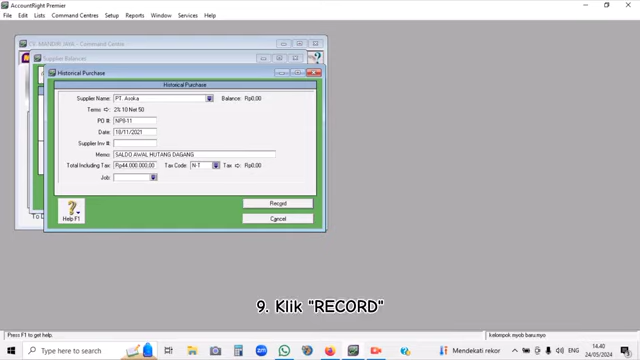 AccountRight Premier
File Edit Lists Command Centres Setup Reports Window Services Help
CV. MANDIRI JAWA - Command Centre
Supplier Balances
Historical Purchase
Historical Purchase
Supplier Name: PT. Asoka Balance: Rp0,00
Terms 2% 10 Net 50
PO #: NPB-11
Date: 18/11/2021
Supplier Inv #:
Memo: SALDO AWAL HUTANG DAGANG
Total Including Tax: Rp44.000.000,00 Tax Code: N-T Tax Rp0,00
Job:
Help F1
Record
Cancel
To D
9. Klik "RECORD"
Press F1 to get help. kelompok myob baru.myo
Type here to search
Mendekati rekor
14.40
24/05/2024